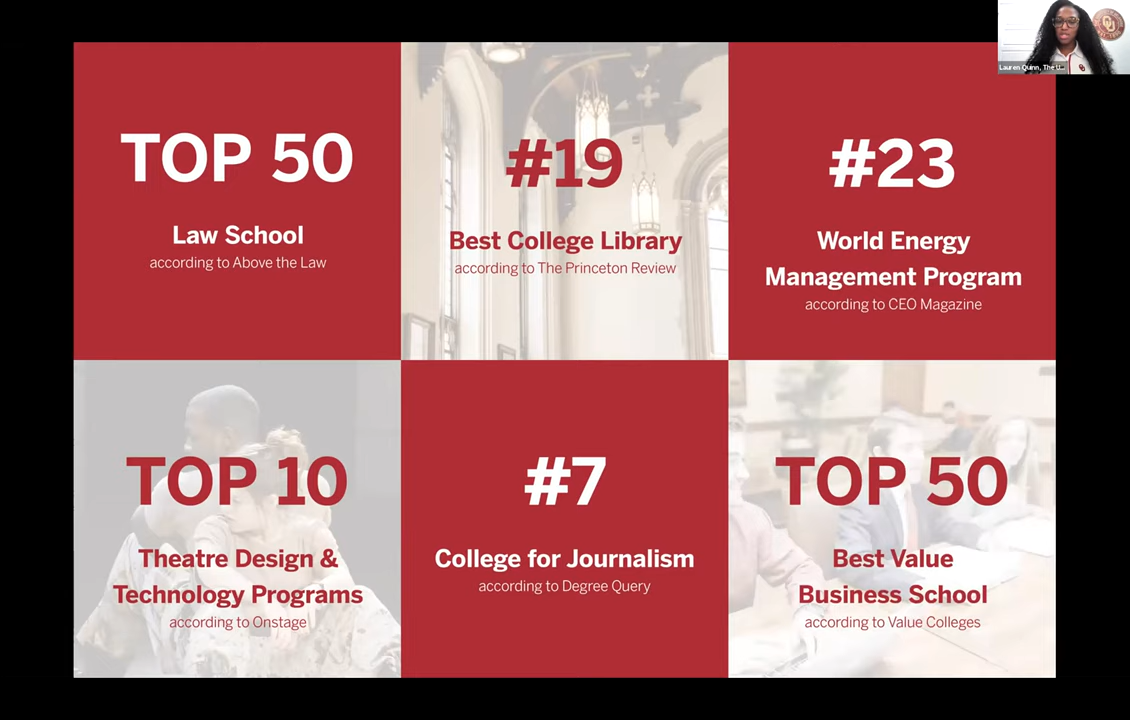 Lauren Quinn, The U...
OU
TOP 50
Law School
according to Above the Law
#19
Best College Library
according to The Princeton Review
#23
World Energy
Management Program
according to CEO Magazine
TOP 10
Theatre Design &
Technology Programs
according to Onstage
#7
College for Journalism
according to Degree Query
TOP 50
Best Value
Business School
according to Value Colleges